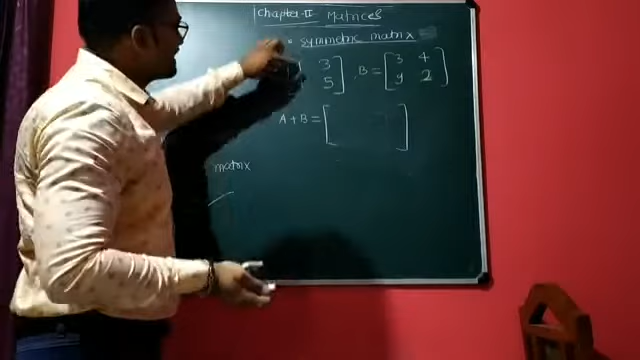 Chapter-II Matrices
symmetric matrix
3 ] , B = [ 3 4 ]
5 ] [ y 2 ]
A + B = [ ]
matrix